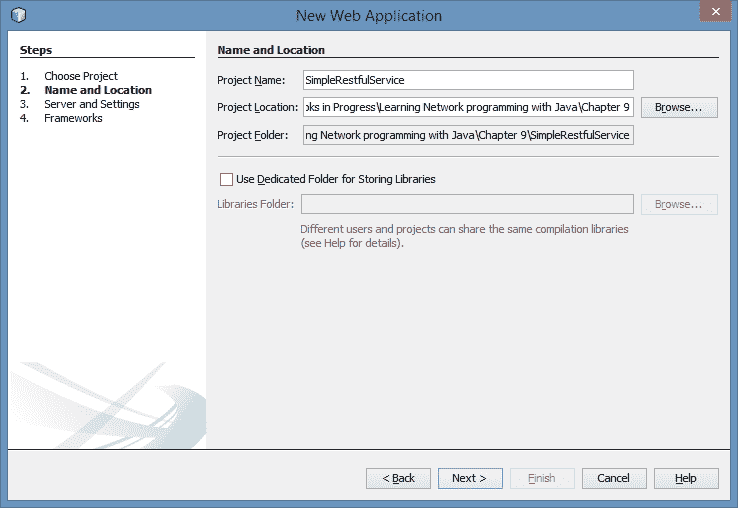 New Web Application
Steps
1. Choose Project
2. Name and Location
3. Server and Settings
4. Frameworks
Name and Location
Project Name: SimpleRestfulService
Project Location: oks in Progress\Learning Network programming with Java\Chapter 9 Browse...
Project Folder: ng Network programming with Java\Chapter 9\SimpleRestfulService
Use Dedicated Folder for Storing Libraries
Libraries Folder: Browse...
Different users and projects can share the same compilation libraries
(see Help for details).
< Back Next > Finish Cancel Help